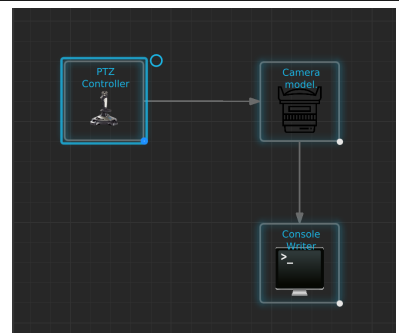 PTZ
Controller
Camera
model.
Console
Writer
>_